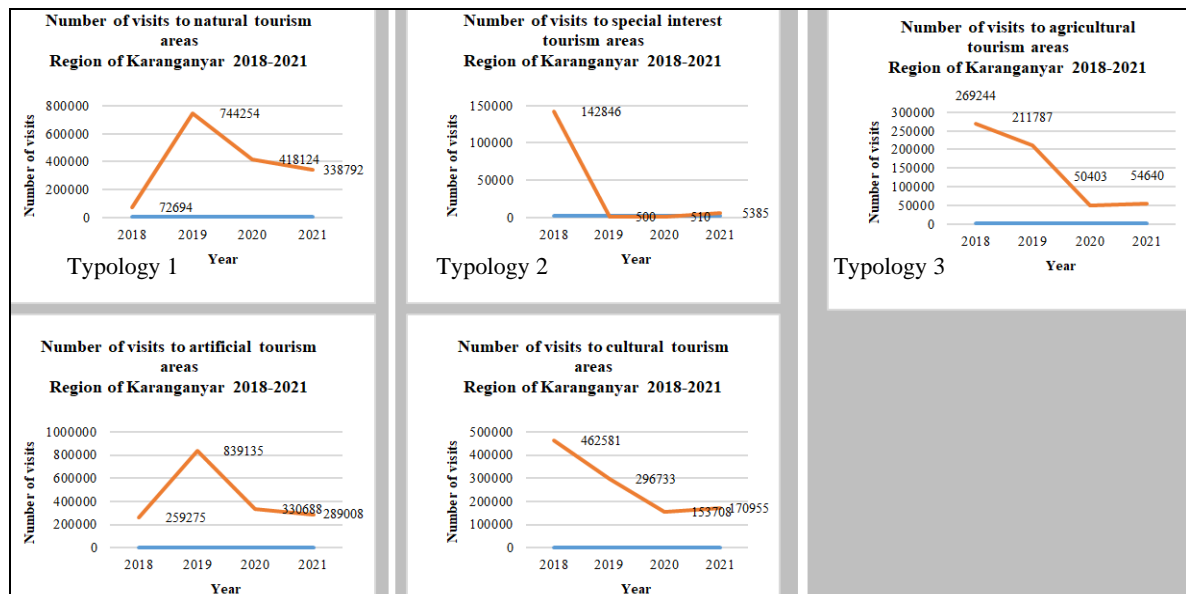 Number of visits to natural tourism
areas
Region of Karanganyar 2018-2021
Number of visits
800000
600000
400000
200000
0
744254
418124
338792
72694
2018 2019 2020 2021
Year
Typology 1
Number of visits to special interest
tourism areas
Region of Karanganyar 2018-2021
Number of visits
150000
100000
50000
0
142846
500
510
5385
2018 2019 2020 2021
Year
Typology 2
Number of visits to agricultural
tourism areas
Region of Karanganyar 2018-2021
Number of visits
300000
250000
200000
150000
100000
50000
0
269244
211787
50403
54640
2018 2019 2020 2021
Year
Typology 3
Number of visits to artificial tourism
areas
Region of Karanganyar 2018-2021
Number of visits
1000000
800000
600000
400000
200000
0
259275
839135
330688
289008
2018 2019 2020 2021
Year
Number of visits to cultural tourism
areas
Region of Karanganyar 2018-2021
Number of visits
500000
400000
300000
200000
100000
0
462581
296733
153708
170955
2018 2019 2020 2021
Year